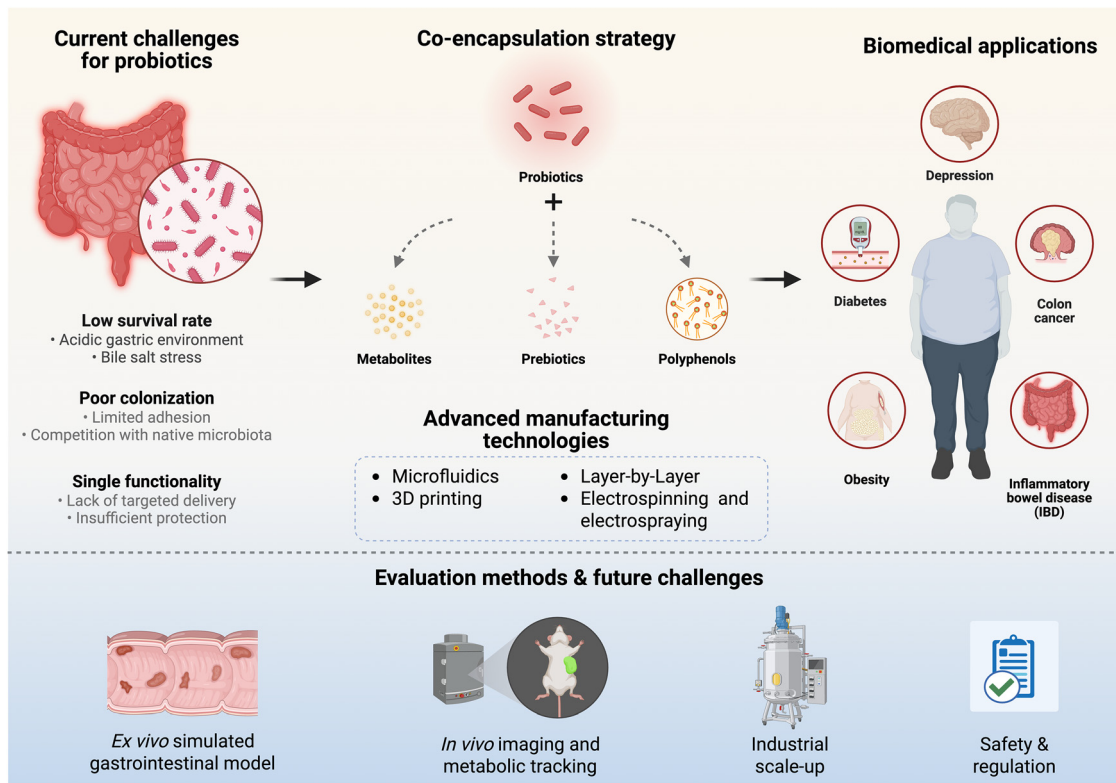 Current challenges
for probiotics
Low survival rate
• Acidic gastric environment
• Bile salt stress
Poor colonization
• Limited adhesion
• Competition with native microbiota
Single functionality
• Lack of targeted delivery
• Insufficient protection
Co-encapsulation strategy
Probiotics
+
Metabolites
Prebiotics
Polyphenols
Advanced manufacturing
technologies
• Microfluidics
• 3D printing
• Layer-by-Layer
• Electrospinning and
electrospraying
Biomedical applications
Depression
Diabetes
Colon
cancer
Obesity
Inflammatory
bowel disease
(IBD)
Evaluation methods & future challenges
Ex vivo simulated
gastrointestinal model
In vivo imaging and
metabolic tracking
Industrial
scale-up
Safety &
regulation